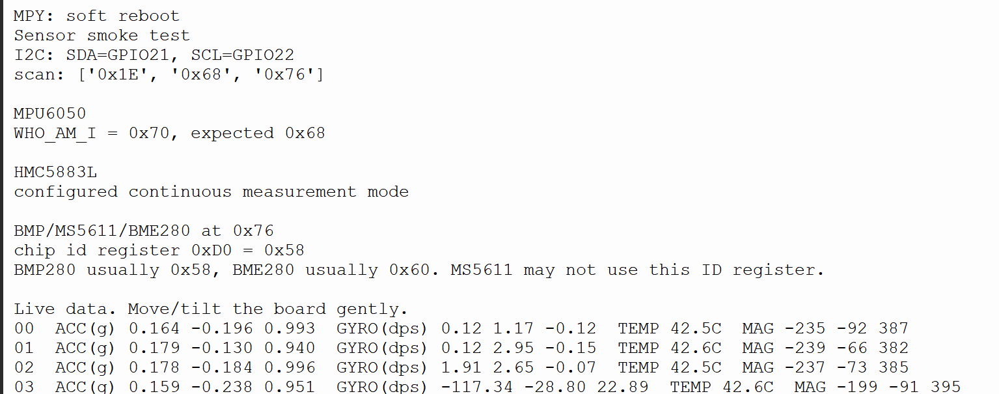 MPY: soft reboot
Sensor smoke test
I2C: SDA=GPIO21, SCL=GPIO22
scan: ['0x1E', '0x68', '0x76']
MPU6050
WHO_AM_I = 0x70, expected 0x68
HMC5883L
configured continuous measurement mode
BMP/MS5611/BME280 at 0x76
chip id register 0xD0 = 0x58
BMP280 usually 0x58, BME280 usually 0x60. MS5611 may not use this ID register.
Live data. Move/tilt the board gently.
00  ACC(g) 0.164 -0.196 0.993  GYRO(dps) 0.12 1.17 -0.12  TEMP 42.5C  MAG -235 -92 387
01  ACC(g) 0.179 -0.130 0.940  GYRO(dps) 0.12 2.95 -0.15  TEMP 42.6C  MAG -239 -66 382
02  ACC(g) 0.178 -0.184 0.996  GYRO(dps) 1.91 2.65 -0.07  TEMP 42.5C  MAG -237 -73 385
03  ACC(g) 0.159 -0.238 0.951  GYRO(dps) -117.34 -28.80 22.89  TEMP 42.6C  MAG -199 -91 395